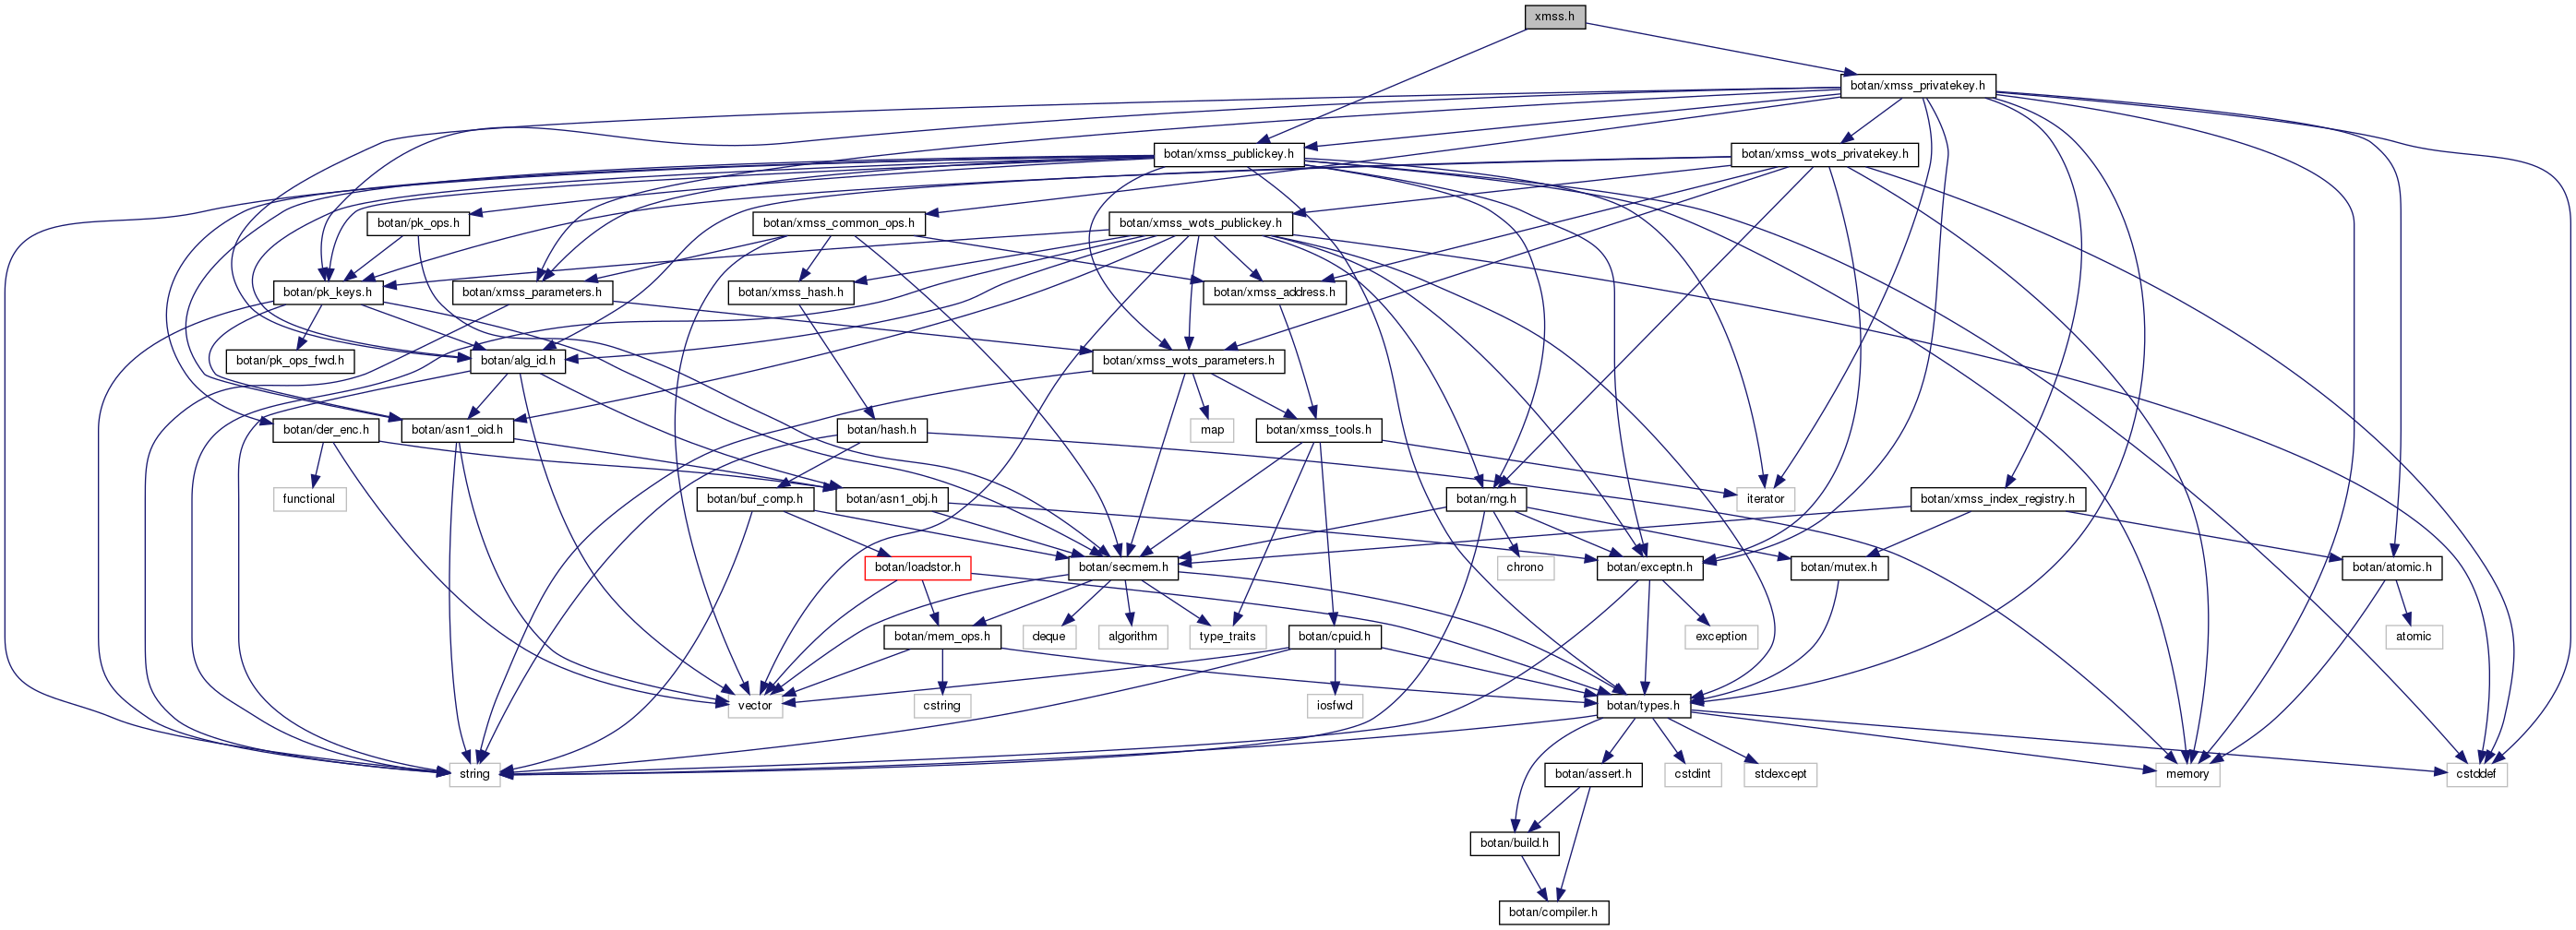 xmss.h
botan/xmss_privatekey.h
botan/xmss_publickey.h
botan/xmss_wots_privatekey.h
botan/pk_ops.h
botan/xmss_common_ops.h
botan/xmss_wots_publickey.h
botan/pk_keys.h
botan/xmss_parameters.h
botan/xmss_hash.h
botan/xmss_address.h
botan/pk_ops_fwd.h
botan/alg_id.h
botan/xmss_wots_parameters.h
botan/der_enc.h
botan/asn1_oid.h
botan/hash.h
map
botan/xmss_tools.h
functional
botan/buf_comp.h
botan/asn1_obj.h
botan/rng.h
iterator
botan/xmss_index_registry.h
botan/loadstor.h
botan/secmem.h
chrono
botan/exceptn.h
botan/mutex.h
botan/atomic.h
botan/mem_ops.h
deque
algorithm
type_traits
botan/cpuid.h
exception
atomic
vector
cstring
iosfwd
botan/types.h
string
botan/assert.h
cstdint
stdexcept
memory
cstddef
botan/build.h
botan/compiler.h